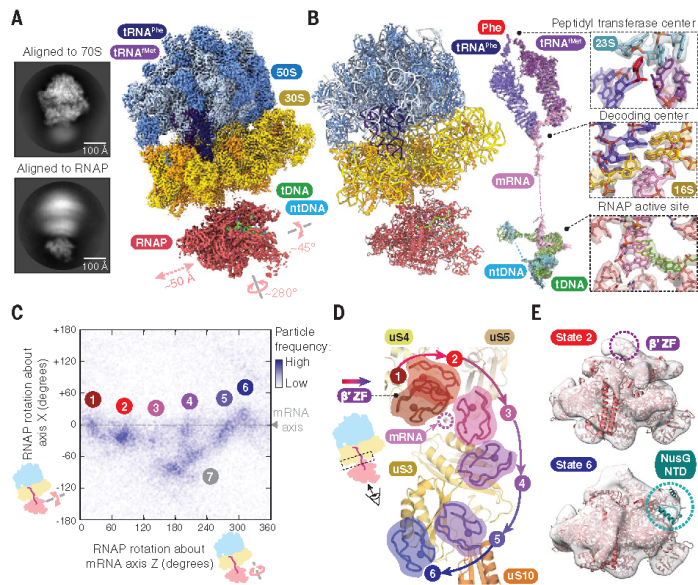 A
Aligned to 70S
100 Å
Aligned to RNAP
100 Å
tRNAPhe
tRNAfMet
50S
30S
tDNA
ntDNA
RNAP
~45°
~50 Å
~280°
B
Phe
tRNAPhe
tRNAfMet
mRNA
ntDNA
tDNA
Peptidyl transferase center
23S
Decoding center
16S
RNAP active site
C
RNAP rotation about
axis X (degrees)
+180
+120
+60
0
-60
-120
-180
0
60
120
180
240
300
360
1
2
3
4
5
6
7
Particle
frequency:
High
Low
mRNA
axis
RNAP rotation about
mRNA axis Z (degrees)
D
uS4
uS5
1
2
β' ZF
3
mRNA
uS3
4
5
6
uS10
E
State 2
β' ZF
State 6
NusG
NTD